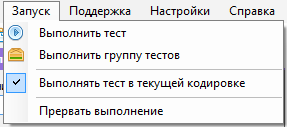 Запуск Поддержка Настройки Справка
Выполнить тест
Выполнить группу тестов
Выполнять тест в текущей кодировке
Прервать выполнение